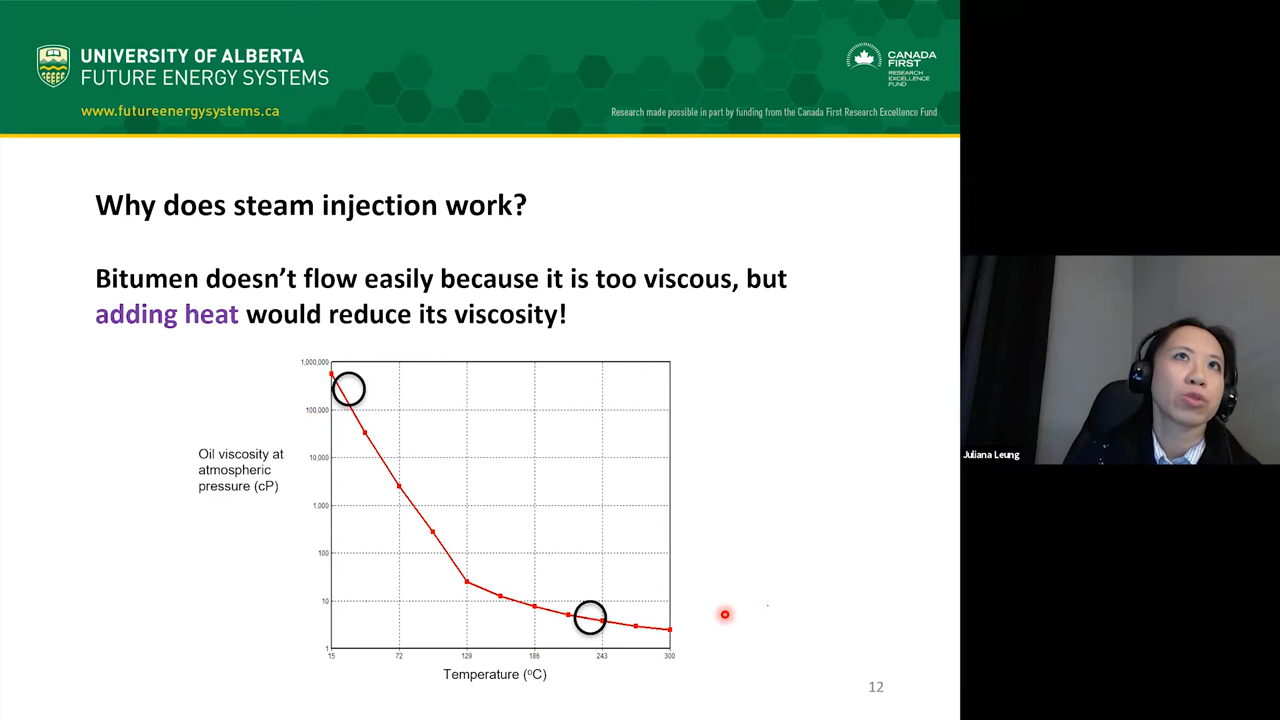 UNIVERSITY OF ALBERTA
FUTURE ENERGY SYSTEMS
www.futureenergysystems.ca
CANADA
FIRST
RESEARCH
EXCELLENCE
FUND
Research made possible in part by funding from the Canada First Research Excellence Fund
Why does steam injection work?
Bitumen doesn't flow easily because it is too viscous, but
adding heat would reduce its viscosity!
Oil viscosity at
atmospheric
pressure (cP)
1,000,000
100,000
10,000
1,000
100
10
1
15 72 129 186 243 300
Temperature (°C)
12
Juliana Leung